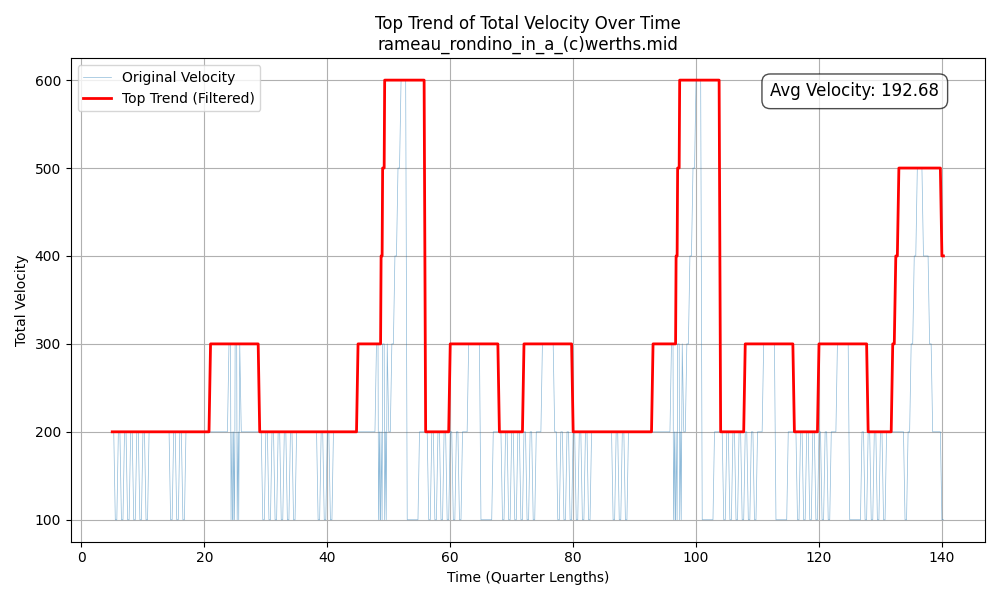 Top Trend of Total Velocity Over Time
rameau_rondino_in_a_(c)werths.mid
Original Velocity
Top Trend (Filtered)
Avg Velocity: 192.68
Total Velocity
600
500
400
300
200
100
0 20 40 60 80 100 120 140
Time (Quarter Lengths)